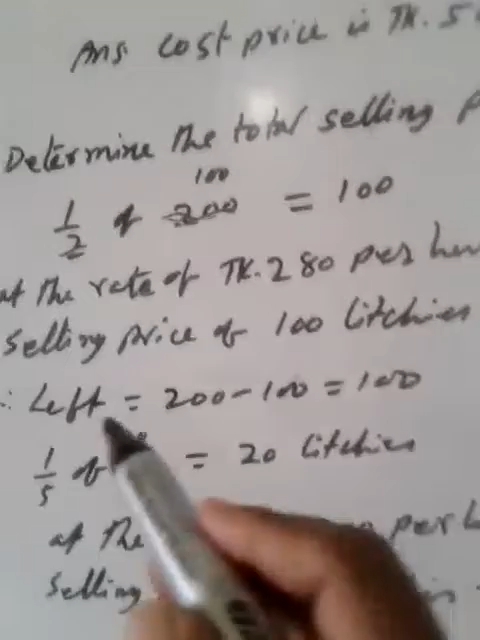 Ans cost price is TK. 5
Determine the total selling
100
1/2 of 200 = 100
at the rate of TK. 280 per
selling price of 100 litchies
∴ Left = 200 - 100 = 100
1/5 of = 20 litchies
at the per
selling